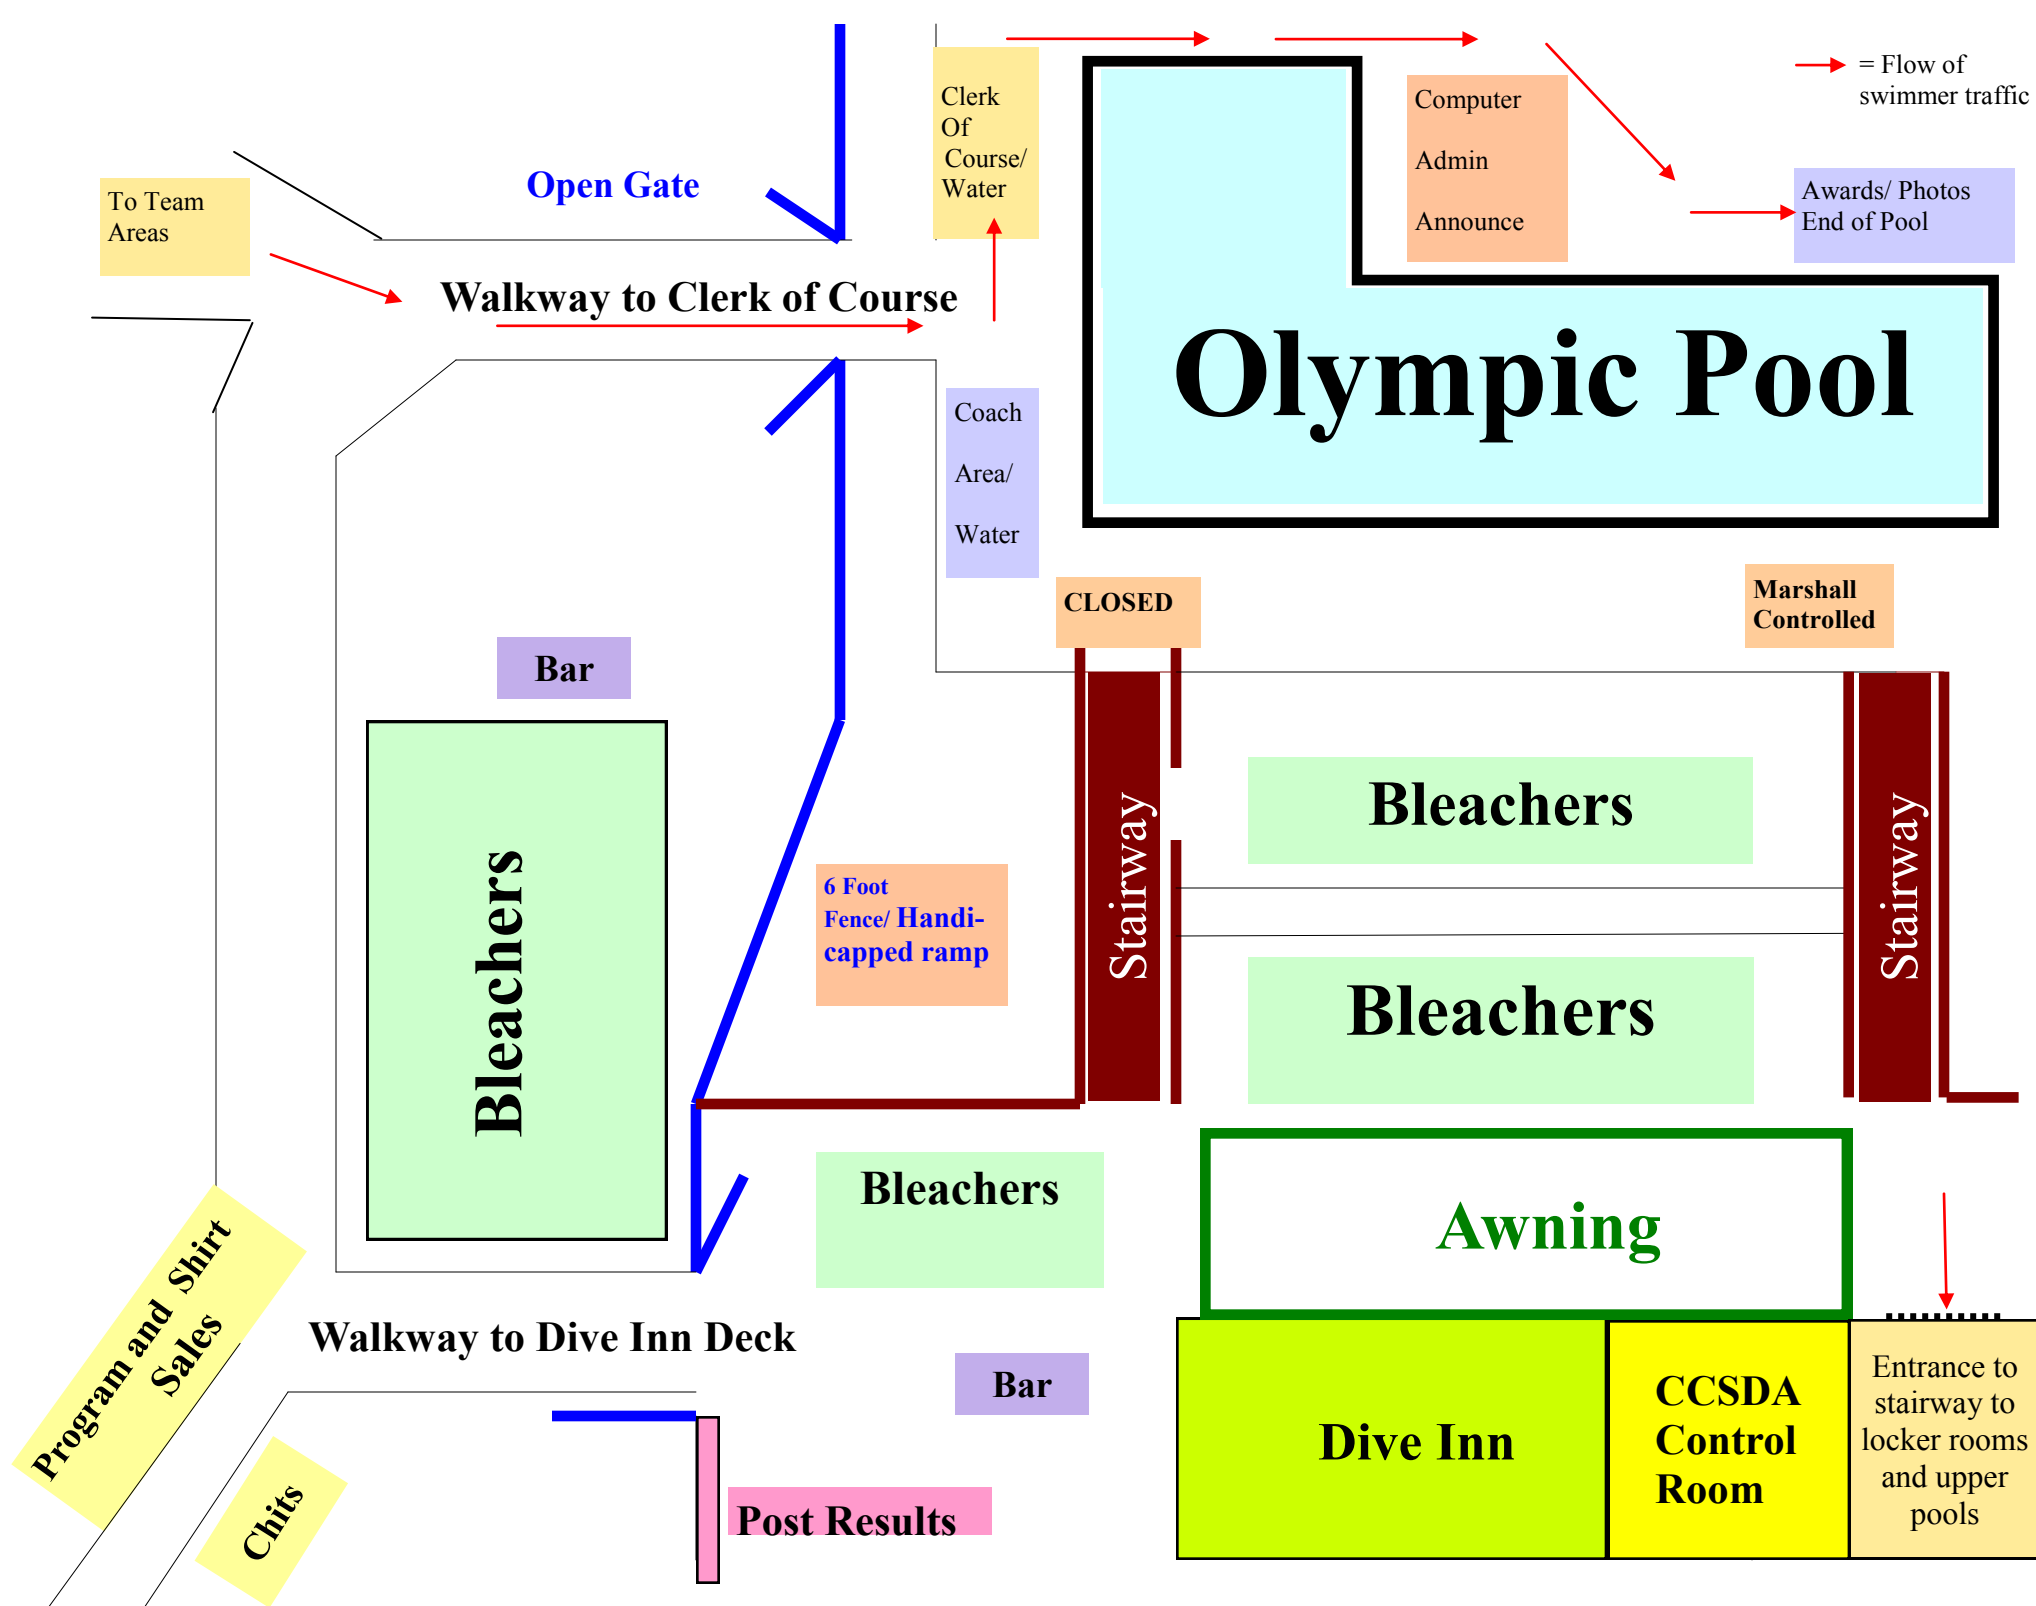 = Flow of
swimmer traffic
Clerk
Of
Course/
Water
Computer
Admin
Announce
Awards/ Photos
End of Pool
Open Gate
To Team
Areas
Walkway to Clerk of Course
Olympic Pool
Coach
Area/
Water
CLOSED
Marshall
Controlled
Bar
Bleachers
6 Foot
Fence/ Handi-
capped ramp
Stairway
Bleachers
Bleachers
Stairway
Bleachers
Awning
Program and Shirt
Sales
Walkway to Dive Inn Deck
Bar
Chits
Post Results
Dive Inn
CCSDA
Control
Room
Entrance to
stairway to
locker rooms
and upper
pools